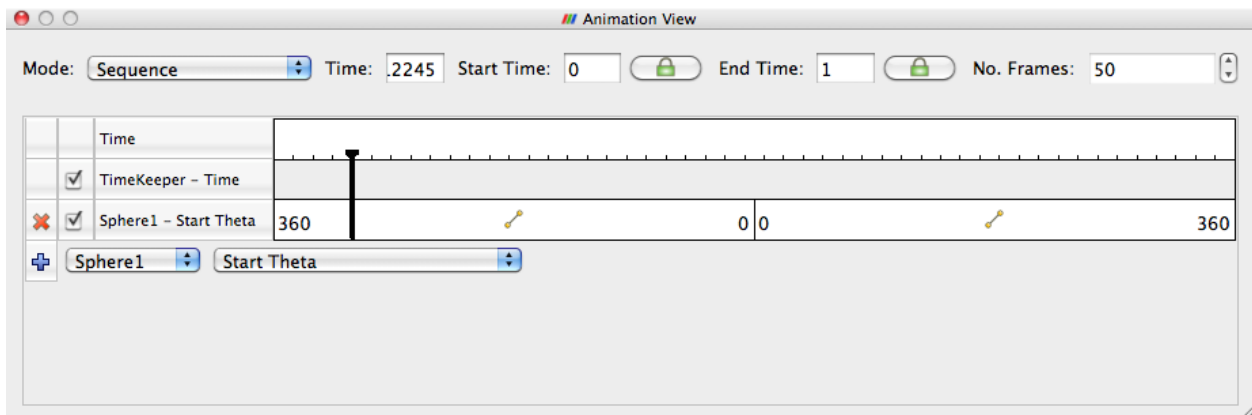 Animation View
Mode: Sequence Time: .2245 Start Time: 0 End Time: 1 No. Frames: 50
Time
TimeKeeper – Time
Sphere1 – Start Theta 360 0 0 360
Sphere1 Start Theta